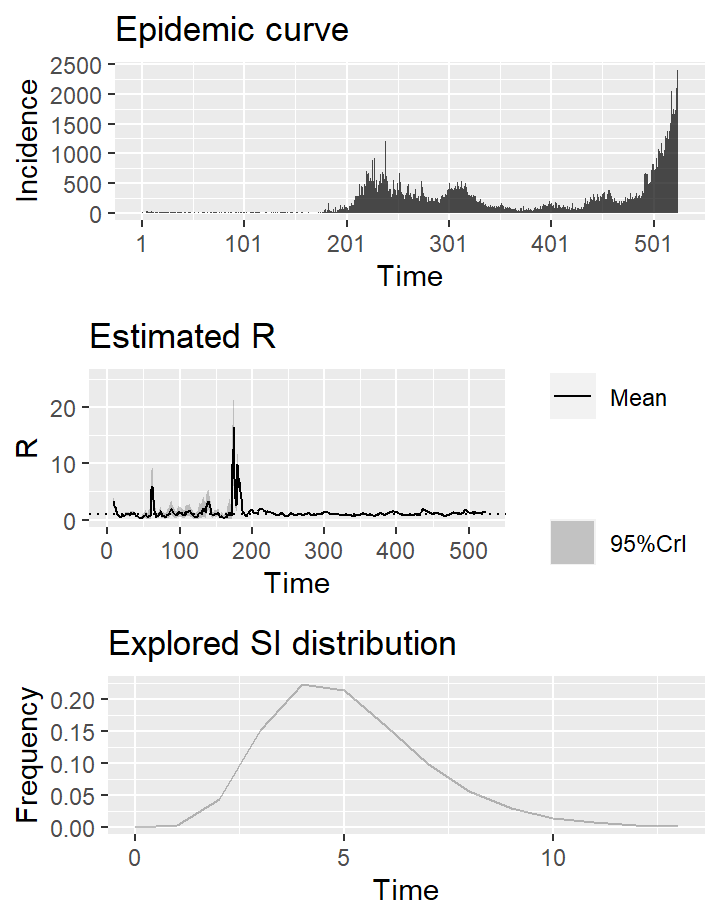 Epidemic curve
Incidence
2500
2000
1500
1000
500
0
1 101 201 301 401 501
Time
Estimated R
R
20
10
0
0 100 200 300 400 500
Time
Mean
95%CrI
Explored SI distribution
Frequency
0.20
0.15
0.10
0.05
0.00
0 5 10
Time